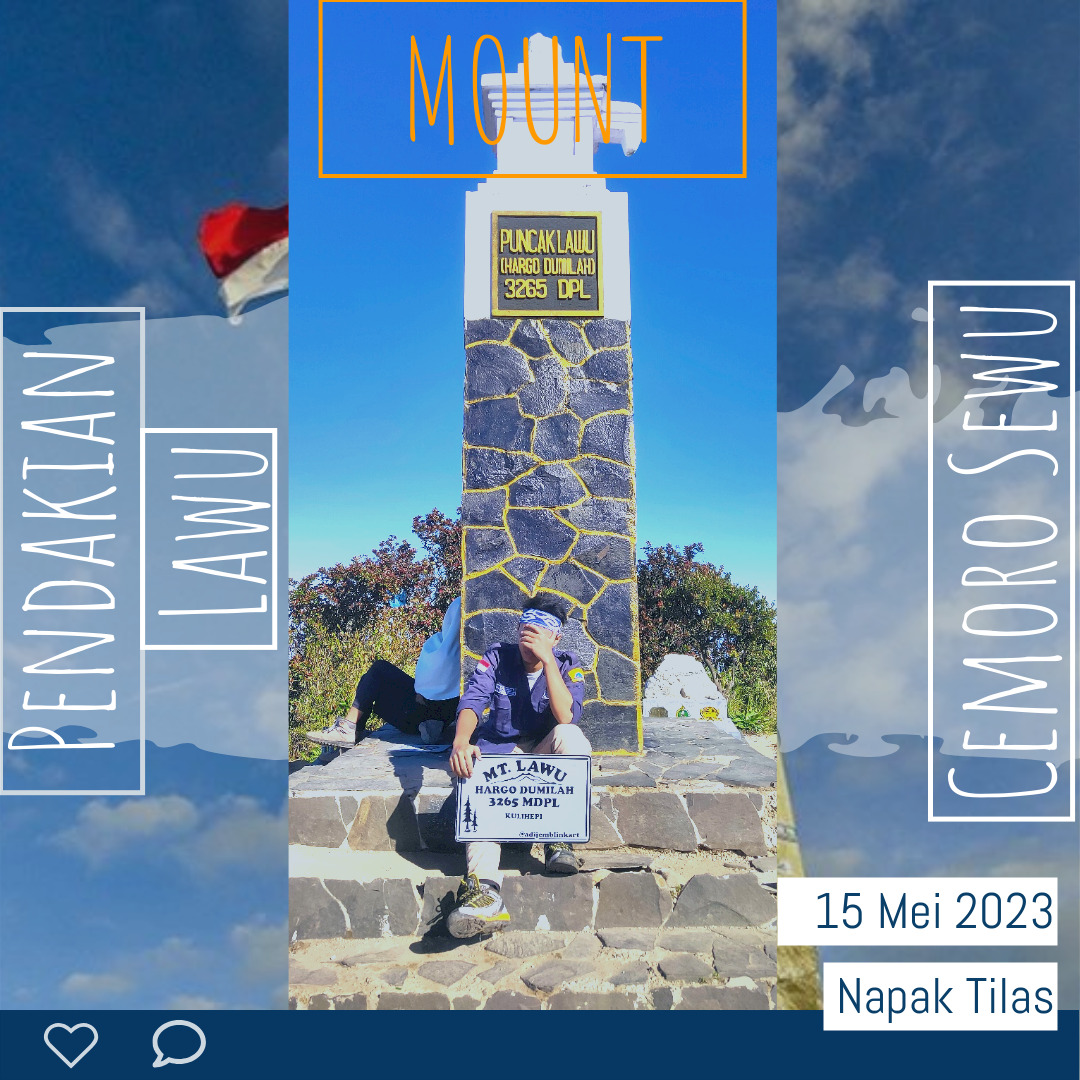 MOUNT
PUNCAK LAWU
(HARGO DUMILAH)
3265 DPL
PENDAKIAN
LAWU
CEMORO SEWU
MT. LAWU
HARGO DUMILAH
3265 MDPL
KULIHEPI
@adijemblinkart
15 Mei 2023
Napak Tilas